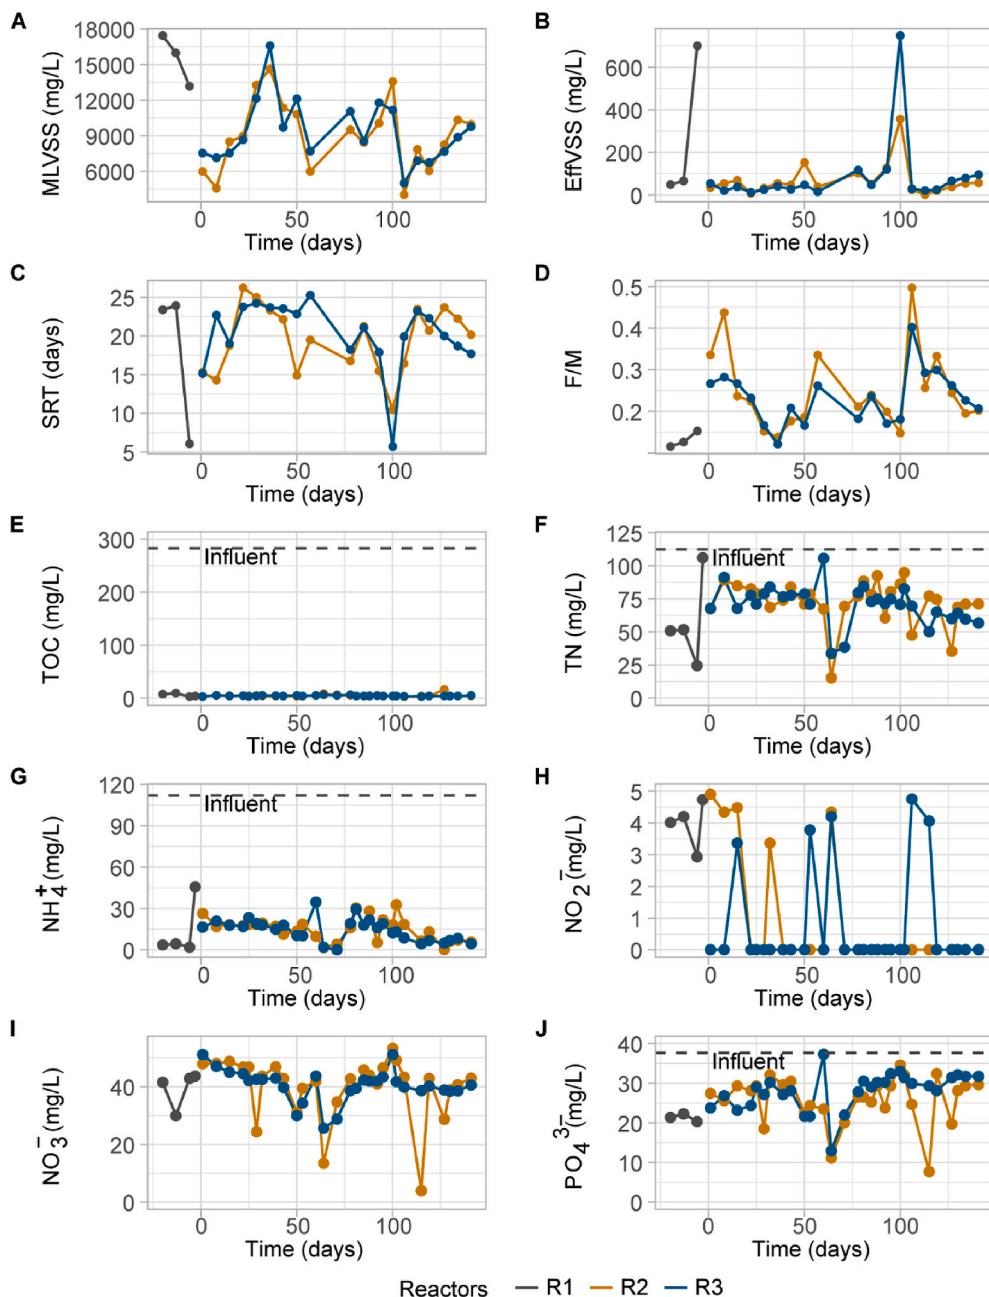 A
MLVSS (mg/L)
18000
15000
12000
9000
6000
0 50 100
Time (days)
B
EffVSS (mg/L)
600
400
200
0
0 50 100
Time (days)
C
SRT (days)
25
20
15
10
5
0 50 100
Time (days)
D
F/M
0.5
0.4
0.3
0.2
0 50 100
Time (days)
E
TOC (mg/L)
300
200
100
0
Influent
0 50 100
Time (days)
F
TN (mg/L)
125
100
75
50
25
0
Influent
0 50 100
Time (days)
G
NH4+ (mg/L)
120
90
60
30
0
Influent
0 50 100
Time (days)
H
NO2− (mg/L)
5
4
3
2
1
0
0 50 100
Time (days)
I
NO3− (mg/L)
40
20
0
0 50 100
Time (days)
J
PO4 3− (mg/L)
40
30
20
10
0
Influent
0 50 100
Time (days)
Reactors R1 R2 R3